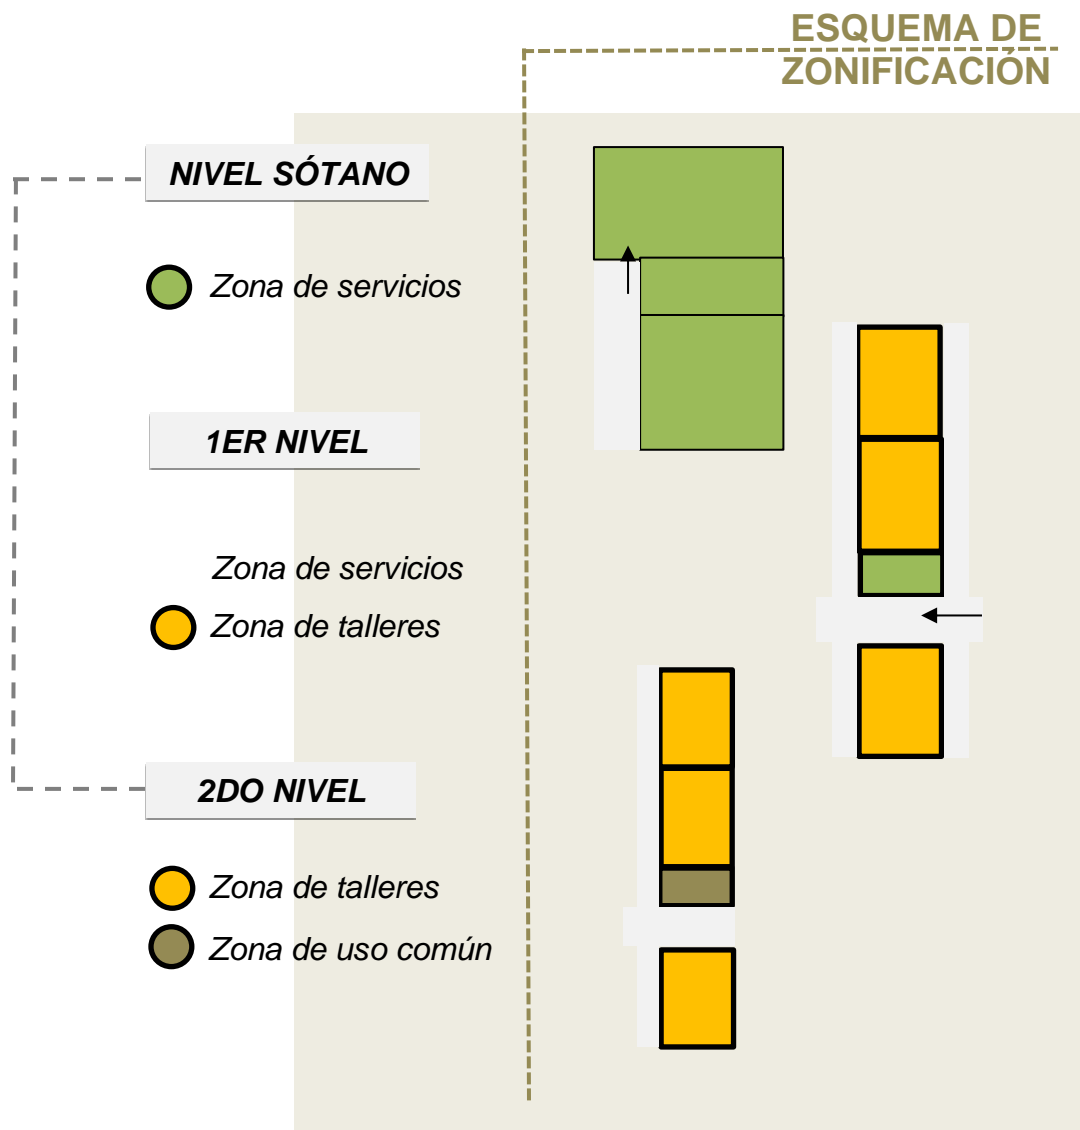 ESQUEMA DE
ZONIFICACIÓN
NIVEL SÓTANO
Zona de servicios
1ER NIVEL
Zona de servicios
Zona de talleres
2DO NIVEL
Zona de talleres
Zona de uso común